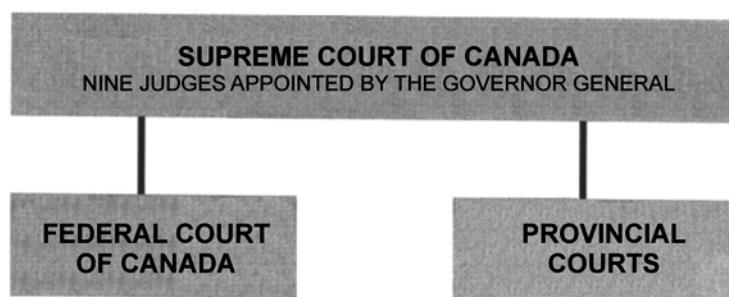 SUPREME COURT OF CANADA
NINE JUDGES APPOINTED BY THE GOVERNOR GENERAL
FEDERAL COURT
OF CANADA
PROVINCIAL
COURTS